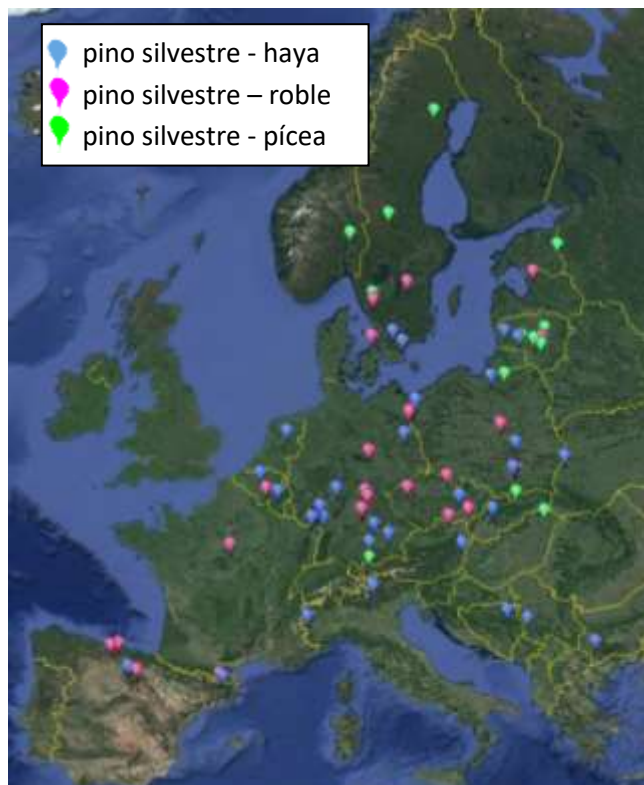 pino silvestre - haya
pino silvestre – roble
pino silvestre - pícea